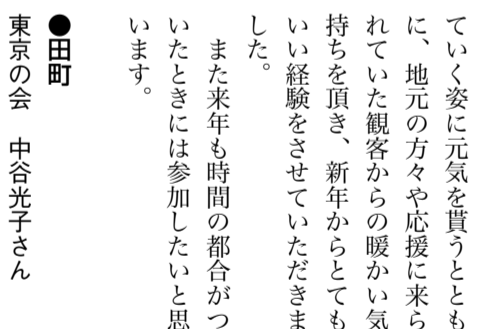 ていく姿に元気を貰うととも
に、地元の方々や応援に来ら
れていた観客からの暖かい気
持ちを頂き、新年からとても
いい経験をさせていただきま
した。
また来年も時間の都合がつ
いたときには参加したいと思
います。
●田町
東京の会　中谷光子さん